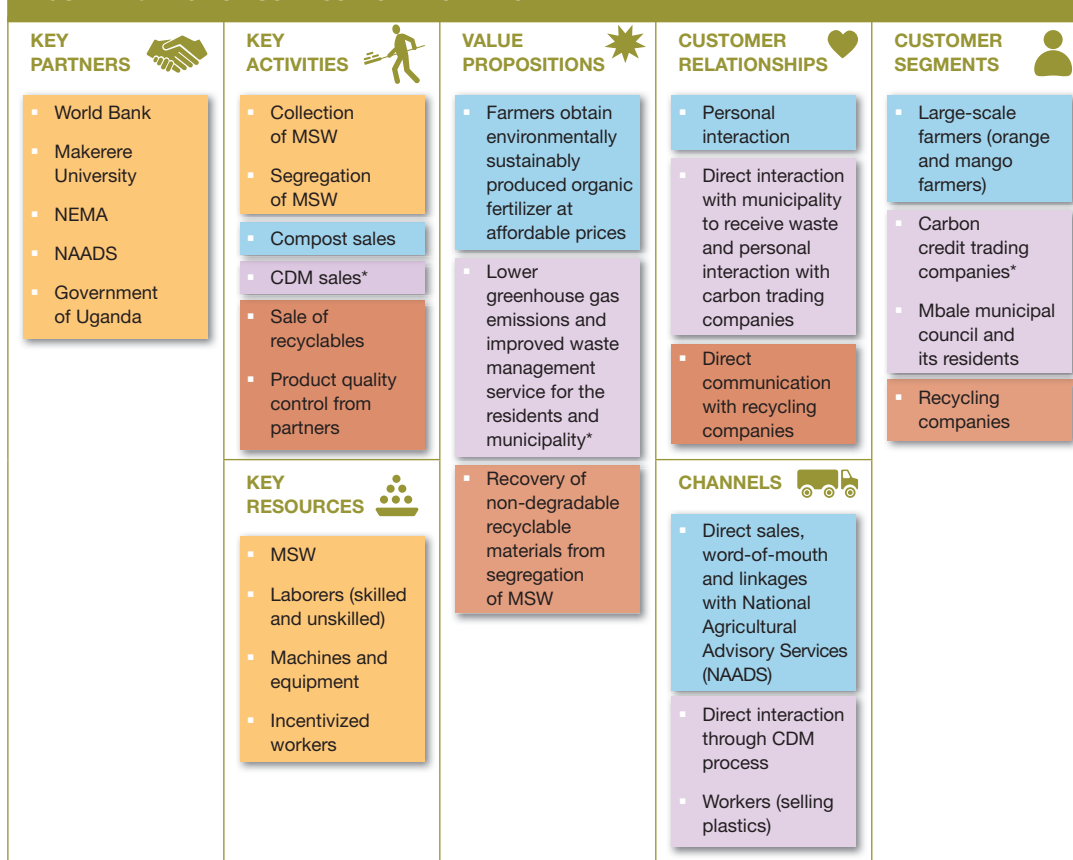 KEY
PARTNERS
World Bank
Makerere
University
NEMA
NAADS
Government
of Uganda
KEY
ACTIVITIES
Collection
of MSW
Segregation
of MSW
Compost sales
CDM sales*
Sale of
recyclables
Product quality
control from
partners
KEY
RESOURCES
MSW
Laborers (skilled
and unskilled)
Machines and
equipment
Incentivized
workers
VALUE
PROPOSITIONS
Farmers obtain
environmentally
sustainably
produced organic
fertilizer at
affordable prices
Lower
greenhouse gas
emissions and
improved waste
management
service for the
residents and
municipality*
Recovery of
non-degradable
recyclable
materials from
segregation
of MSW
CUSTOMER
RELATIONSHIPS
Personal
interaction
Direct interaction
with municipality
to receive waste
and personal
interaction with
carbon trading
companies
Direct
communication
with recycling
companies
CHANNELS
Direct sales,
word-of-mouth
and linkages
with National
Agricultural
Advisory Services
(NAADS)
Direct interaction
through CDM
process
Workers (selling
plastics)
CUSTOMER
SEGMENTS
Large-scale
farmers (orange
and mango
farmers)
Carbon
credit trading
companies*
Mbale municipal
council and
its residents
Recycling
companies